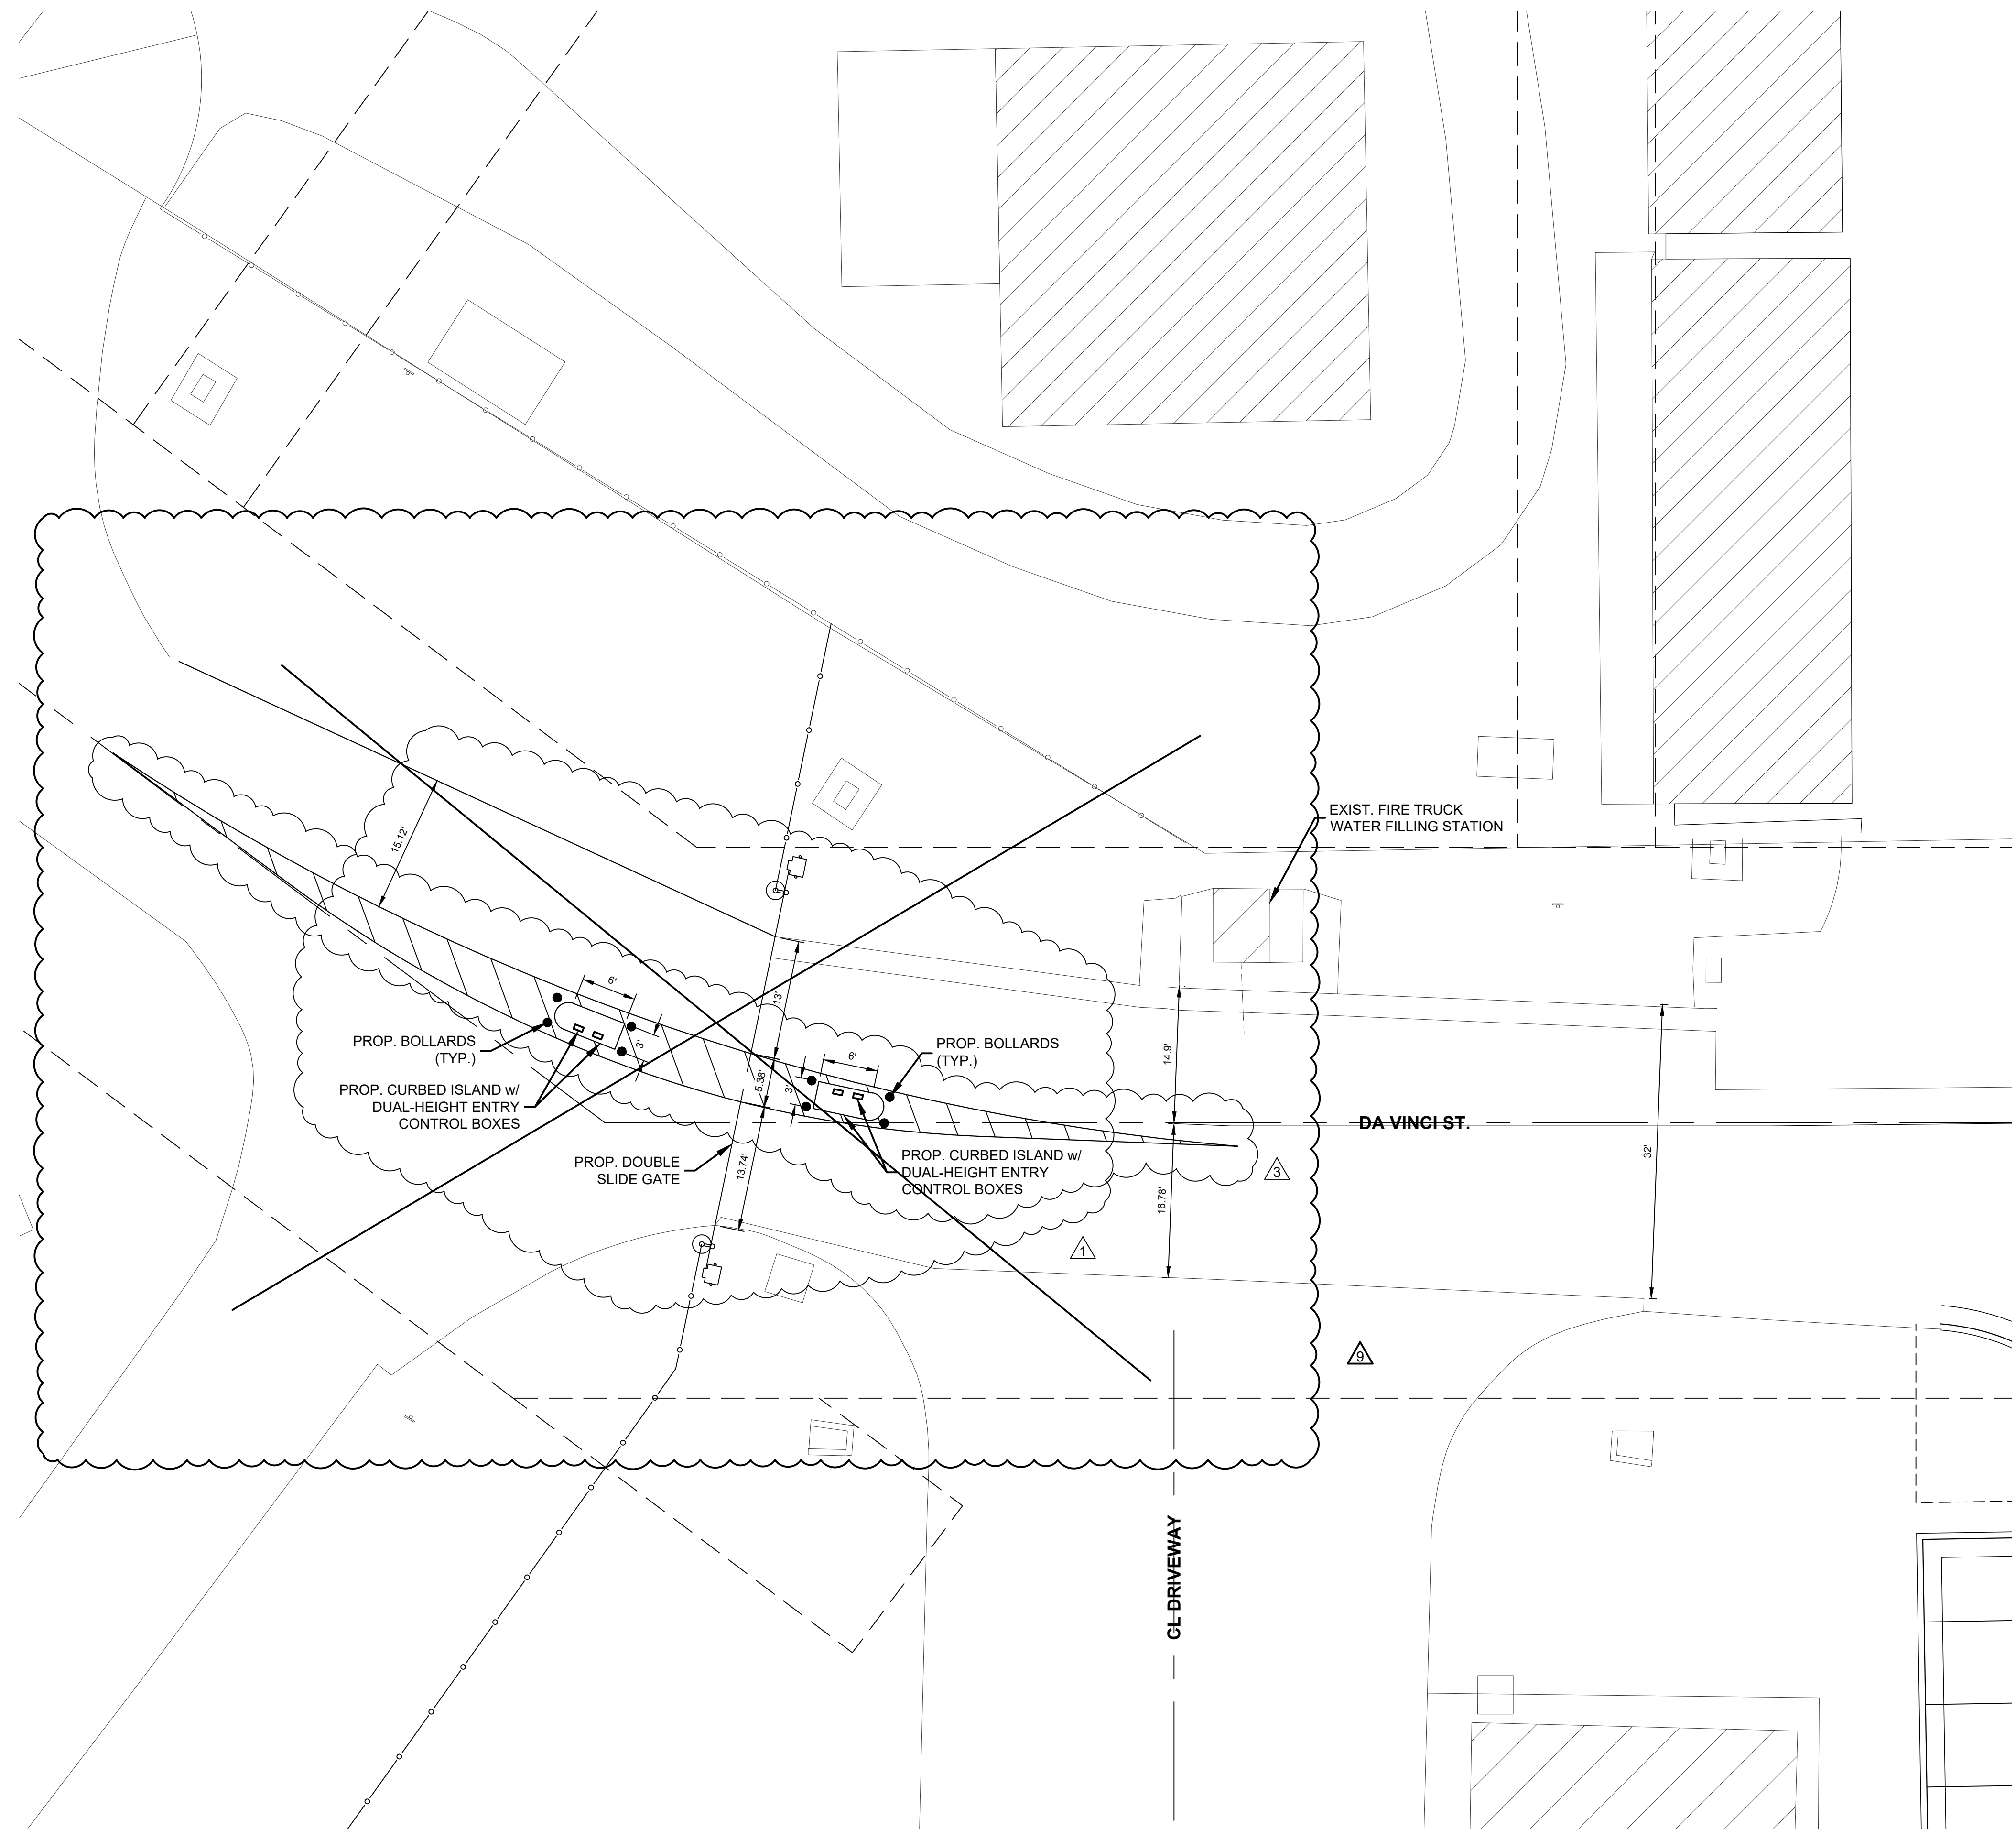 EXIST. FIRE TRUCK
WATER FILLING STATION
15.12'
6'
13'
3'
PROP. BOLLARDS
(TYP.)
PROP. BOLLARDS
(TYP.)
6'
3'
5.38'
14.9'
PROP. CURBED ISLAND w/
DUAL-HEIGHT ENTRY
CONTROL BOXES
DA VINCI ST.
32'
PROP. DOUBLE
SLIDE GATE
13.74'
PROP. CURBED ISLAND w/
DUAL-HEIGHT ENTRY
CONTROL BOXES
3
16.78'
1
9
CL DRIVEWAY